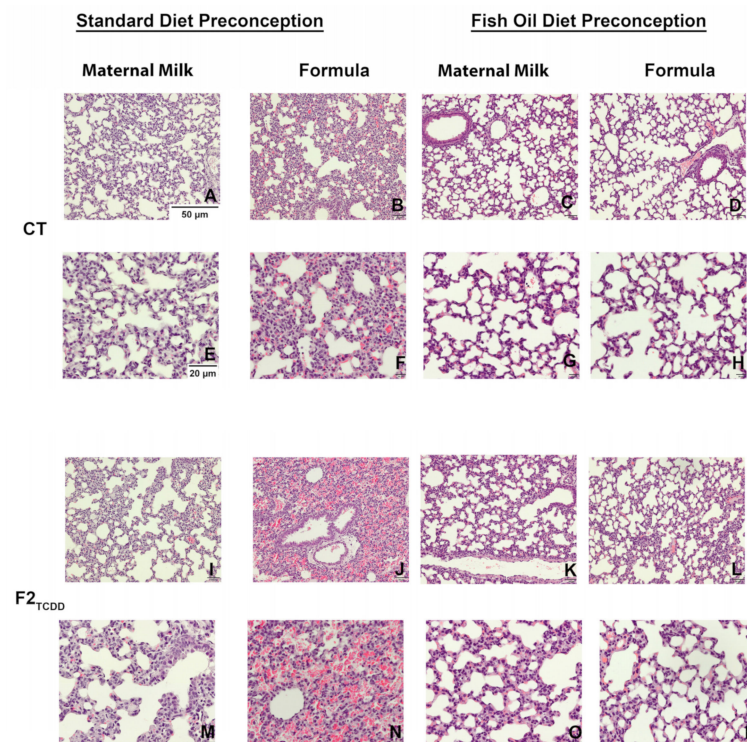 Standard Diet Preconception Fish Oil Diet Preconception
Maternal Milk Formula Maternal Milk Formula
A B C D
50 μm
CT
E F G H
20 μm
I J K L
F2TCDD
M N O